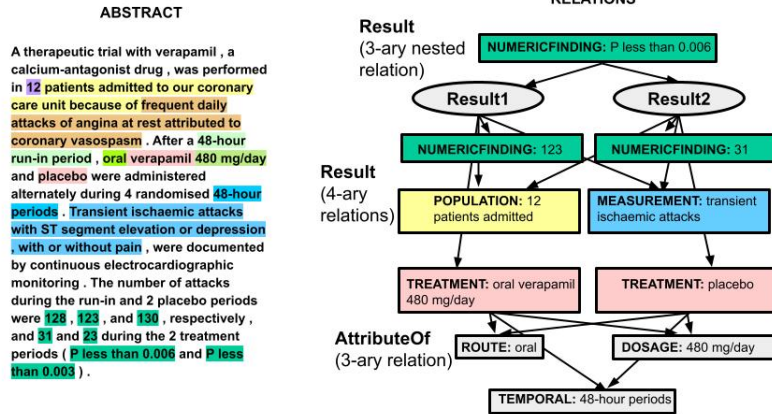 ABSTRACT
A therapeutic trial with verapamil , a
calcium-antagonist drug , was performed
in 12 patients admitted to our coronary
care unit because of frequent daily
attacks of angina at rest attributed to
coronary vasospasm . After a 48-hour
run-in period , oral verapamil 480 mg/day
and placebo were administered
alternately during 4 randomised 48-hour
periods . Transient ischaemic attacks
with ST segment elevation or depression
, with or without pain , were documented
by continuous electrocardiographic
monitoring . The number of attacks
during the run-in and 2 placebo periods
were 128 , 123 , and 130 , respectively ,
and 31 and 23 during the 2 treatment
periods ( P less than 0.006 and P less
than 0.003 ) .
RELATIONS
Result
(3-ary nested
relation)
NUMERICFINDING: P less than 0.006
Result1
Result2
NUMERICFINDING: 123
NUMERICFINDING: 31
Result
(4-ary
relations)
POPULATION: 12
patients admitted
MEASUREMENT: transient
ischaemic attacks
TREATMENT: oral verapamil
480 mg/day
TREATMENT: placebo
AttributeOf
(3-ary relation)
ROUTE: oral
DOSAGE: 480 mg/day
TEMPORAL: 48-hour periods